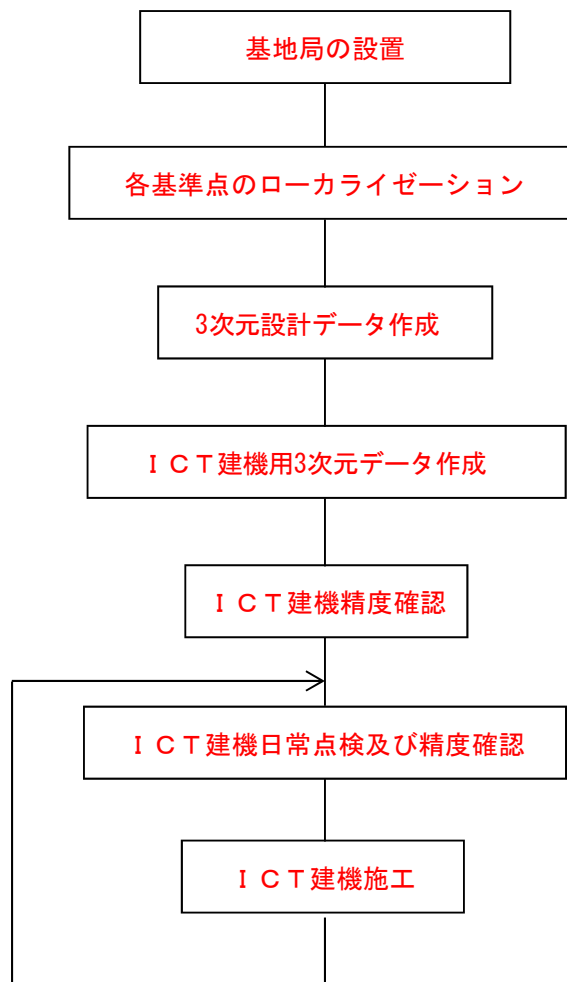 基地局の設置
各基準点のローカライゼーション
3次元設計データ作成
ＩＣＴ建機用3次元データ作成
ＩＣＴ建機精度確認
ＩＣＴ建機日常点検及び精度確認
ＩＣＴ建機施工